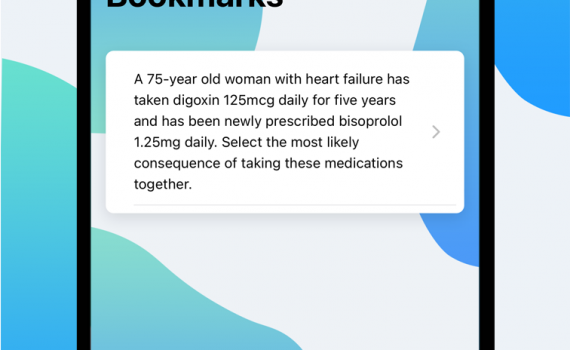 Bookmarks
A 75-year old woman with heart failure has
taken digoxin 125mcg daily for five years
and has been newly prescribed bisoprolol
1.25mg daily. Select the most likely
consequence of taking these medications
together.